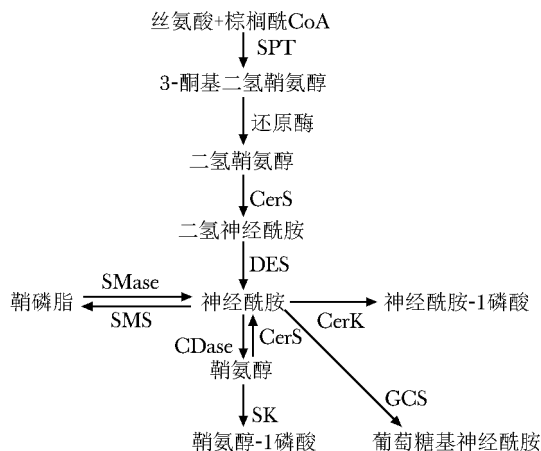 丝氨酸+棕榈酰CoA
SPT
3-酮基二氢鞘氨醇
还原酶
二氢鞘氨醇
CerS
二氢神经酰胺
DES
鞘磷脂
SMase
SMS
神经酰胺
CerK
神经酰胺-1磷酸
CDase
CerS
鞘氨醇
SK
GCS
鞘氨醇-1磷酸
葡萄糖基神经酰胺